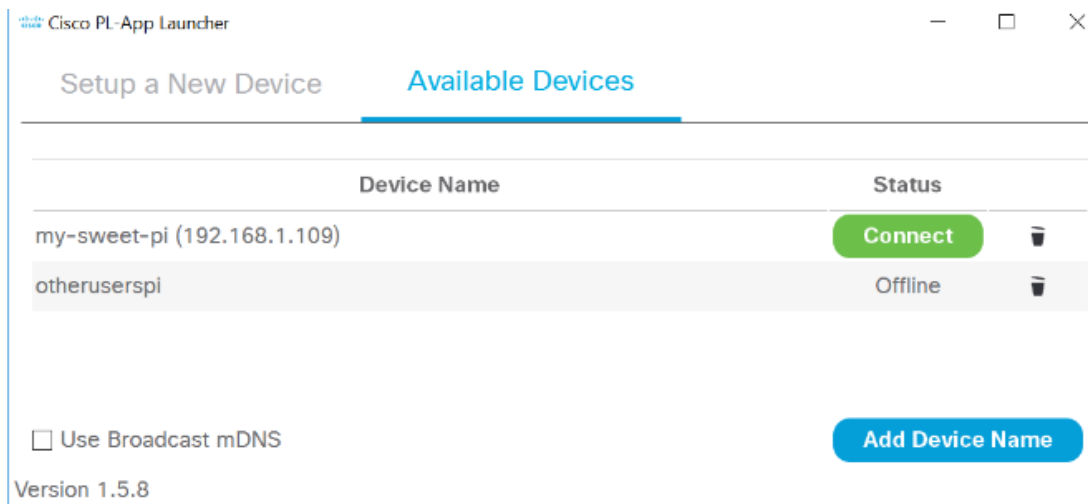 Cisco PL-App Launcher
Setup a New Device Available Devices
Device Name Status
my-sweet-pi (192.168.1.109) Connect
otheruserspi Offline
Use Broadcast mDNS Add Device Name
Version 1.5.8